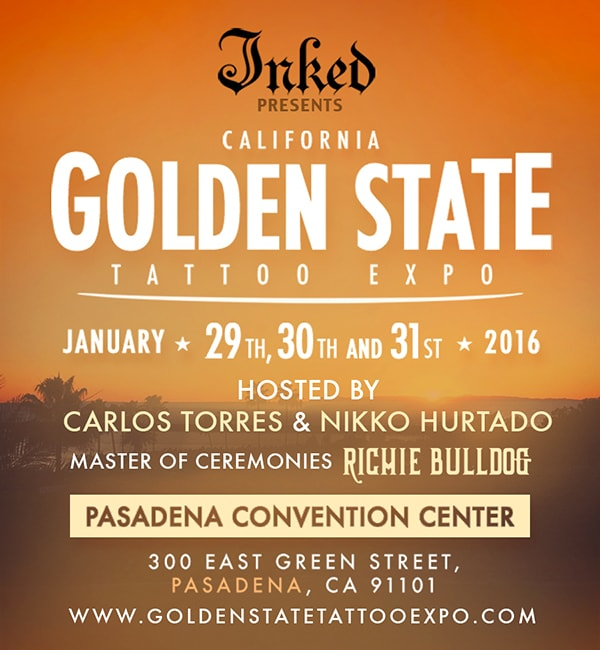 Inked
PRESENTS
CALIFORNIA
GOLDEN STATE
TATTOO EXPO
JANUARY ★ 29TH, 30TH AND 31ST ★ 2016
HOSTED BY
CARLOS TORRES & NIKKO HURTADO
MASTER OF CEREMONIES RICHIE BULLDOG
PASADENA CONVENTION CENTER
300 EAST GREEN STREET,
PASADENA, CA 91101
WWW.GOLDENSTATETATTOOEXPO.COM